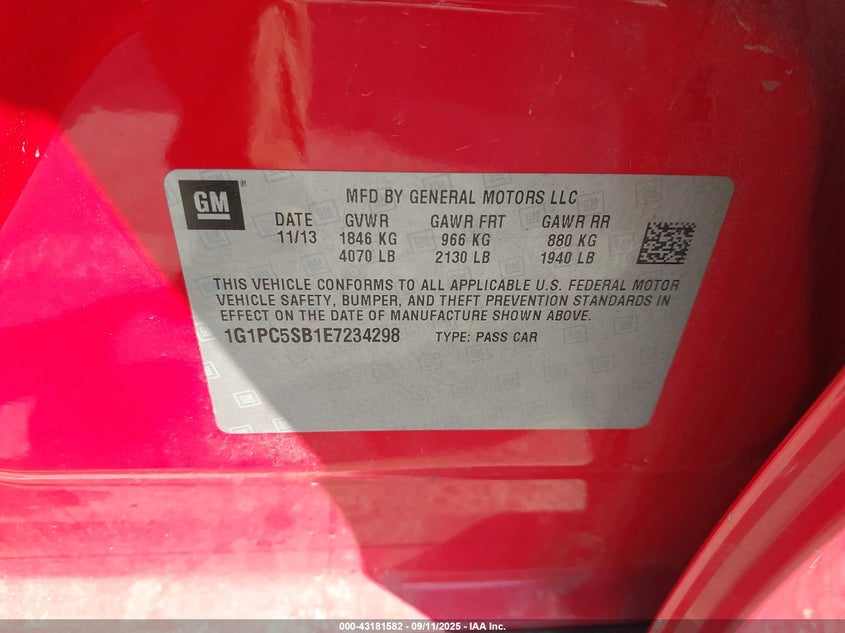 GM ®
MFD BY GENERAL MOTORS LLC
DATE GVWR GAWR FRT GAWR RR
11/13 1846 KG 966 KG 880 KG
4070 LB 2130 LB 1940 LB
THIS VEHICLE CONFORMS TO ALL APPLICABLE U.S. FEDERAL MOTOR
VEHICLE SAFETY, BUMPER, AND THEFT PREVENTION STANDARDS IN
EFFECT ON THE DATE OF MANUFACTURE SHOWN ABOVE.
1G1PC5SB1E7234298 TYPE: PASS CAR
000-43181582 - 09/11/2025 - IAA Inc.